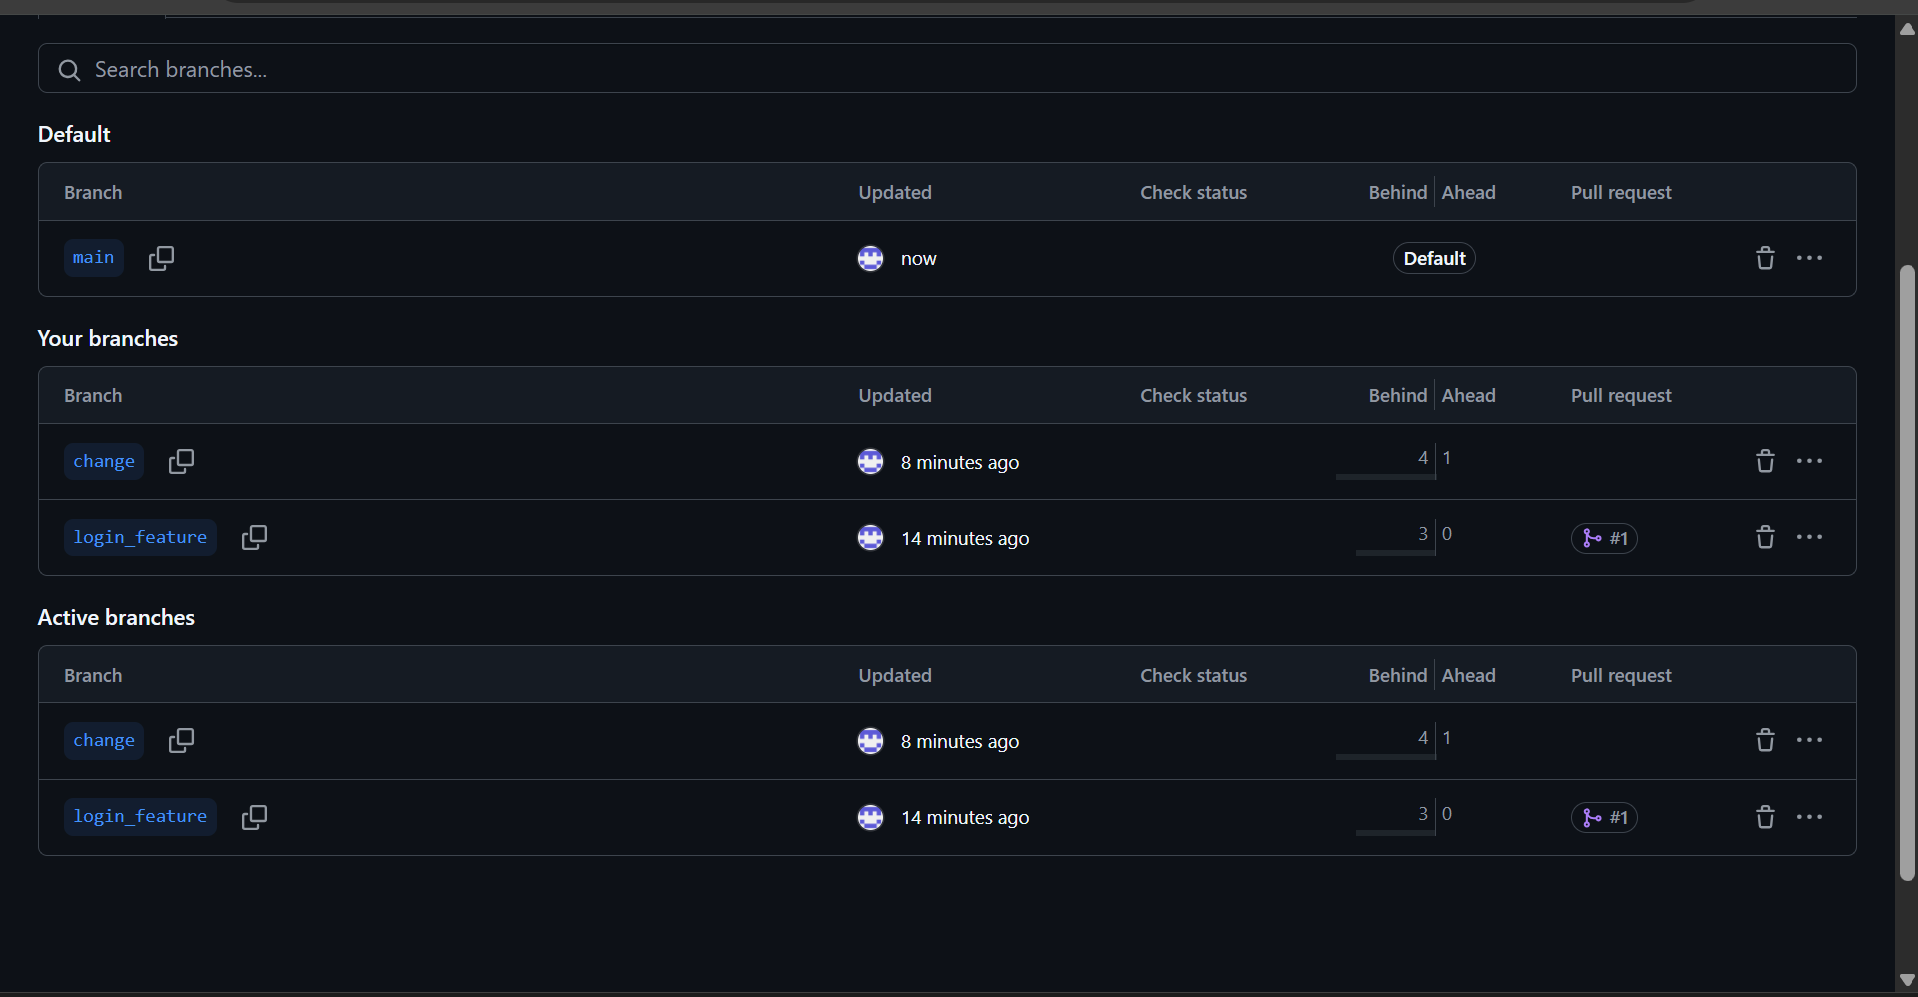 Search branches...
Default
Branch Updated Check status Behind Ahead Pull request
main now Default
Your branches
Branch Updated Check status Behind Ahead Pull request
change 8 minutes ago 4 1
login_feature 14 minutes ago 3 0 #1
Active branches
Branch Updated Check status Behind Ahead Pull request
change 8 minutes ago 4 1
login_feature 14 minutes ago 3 0 #1